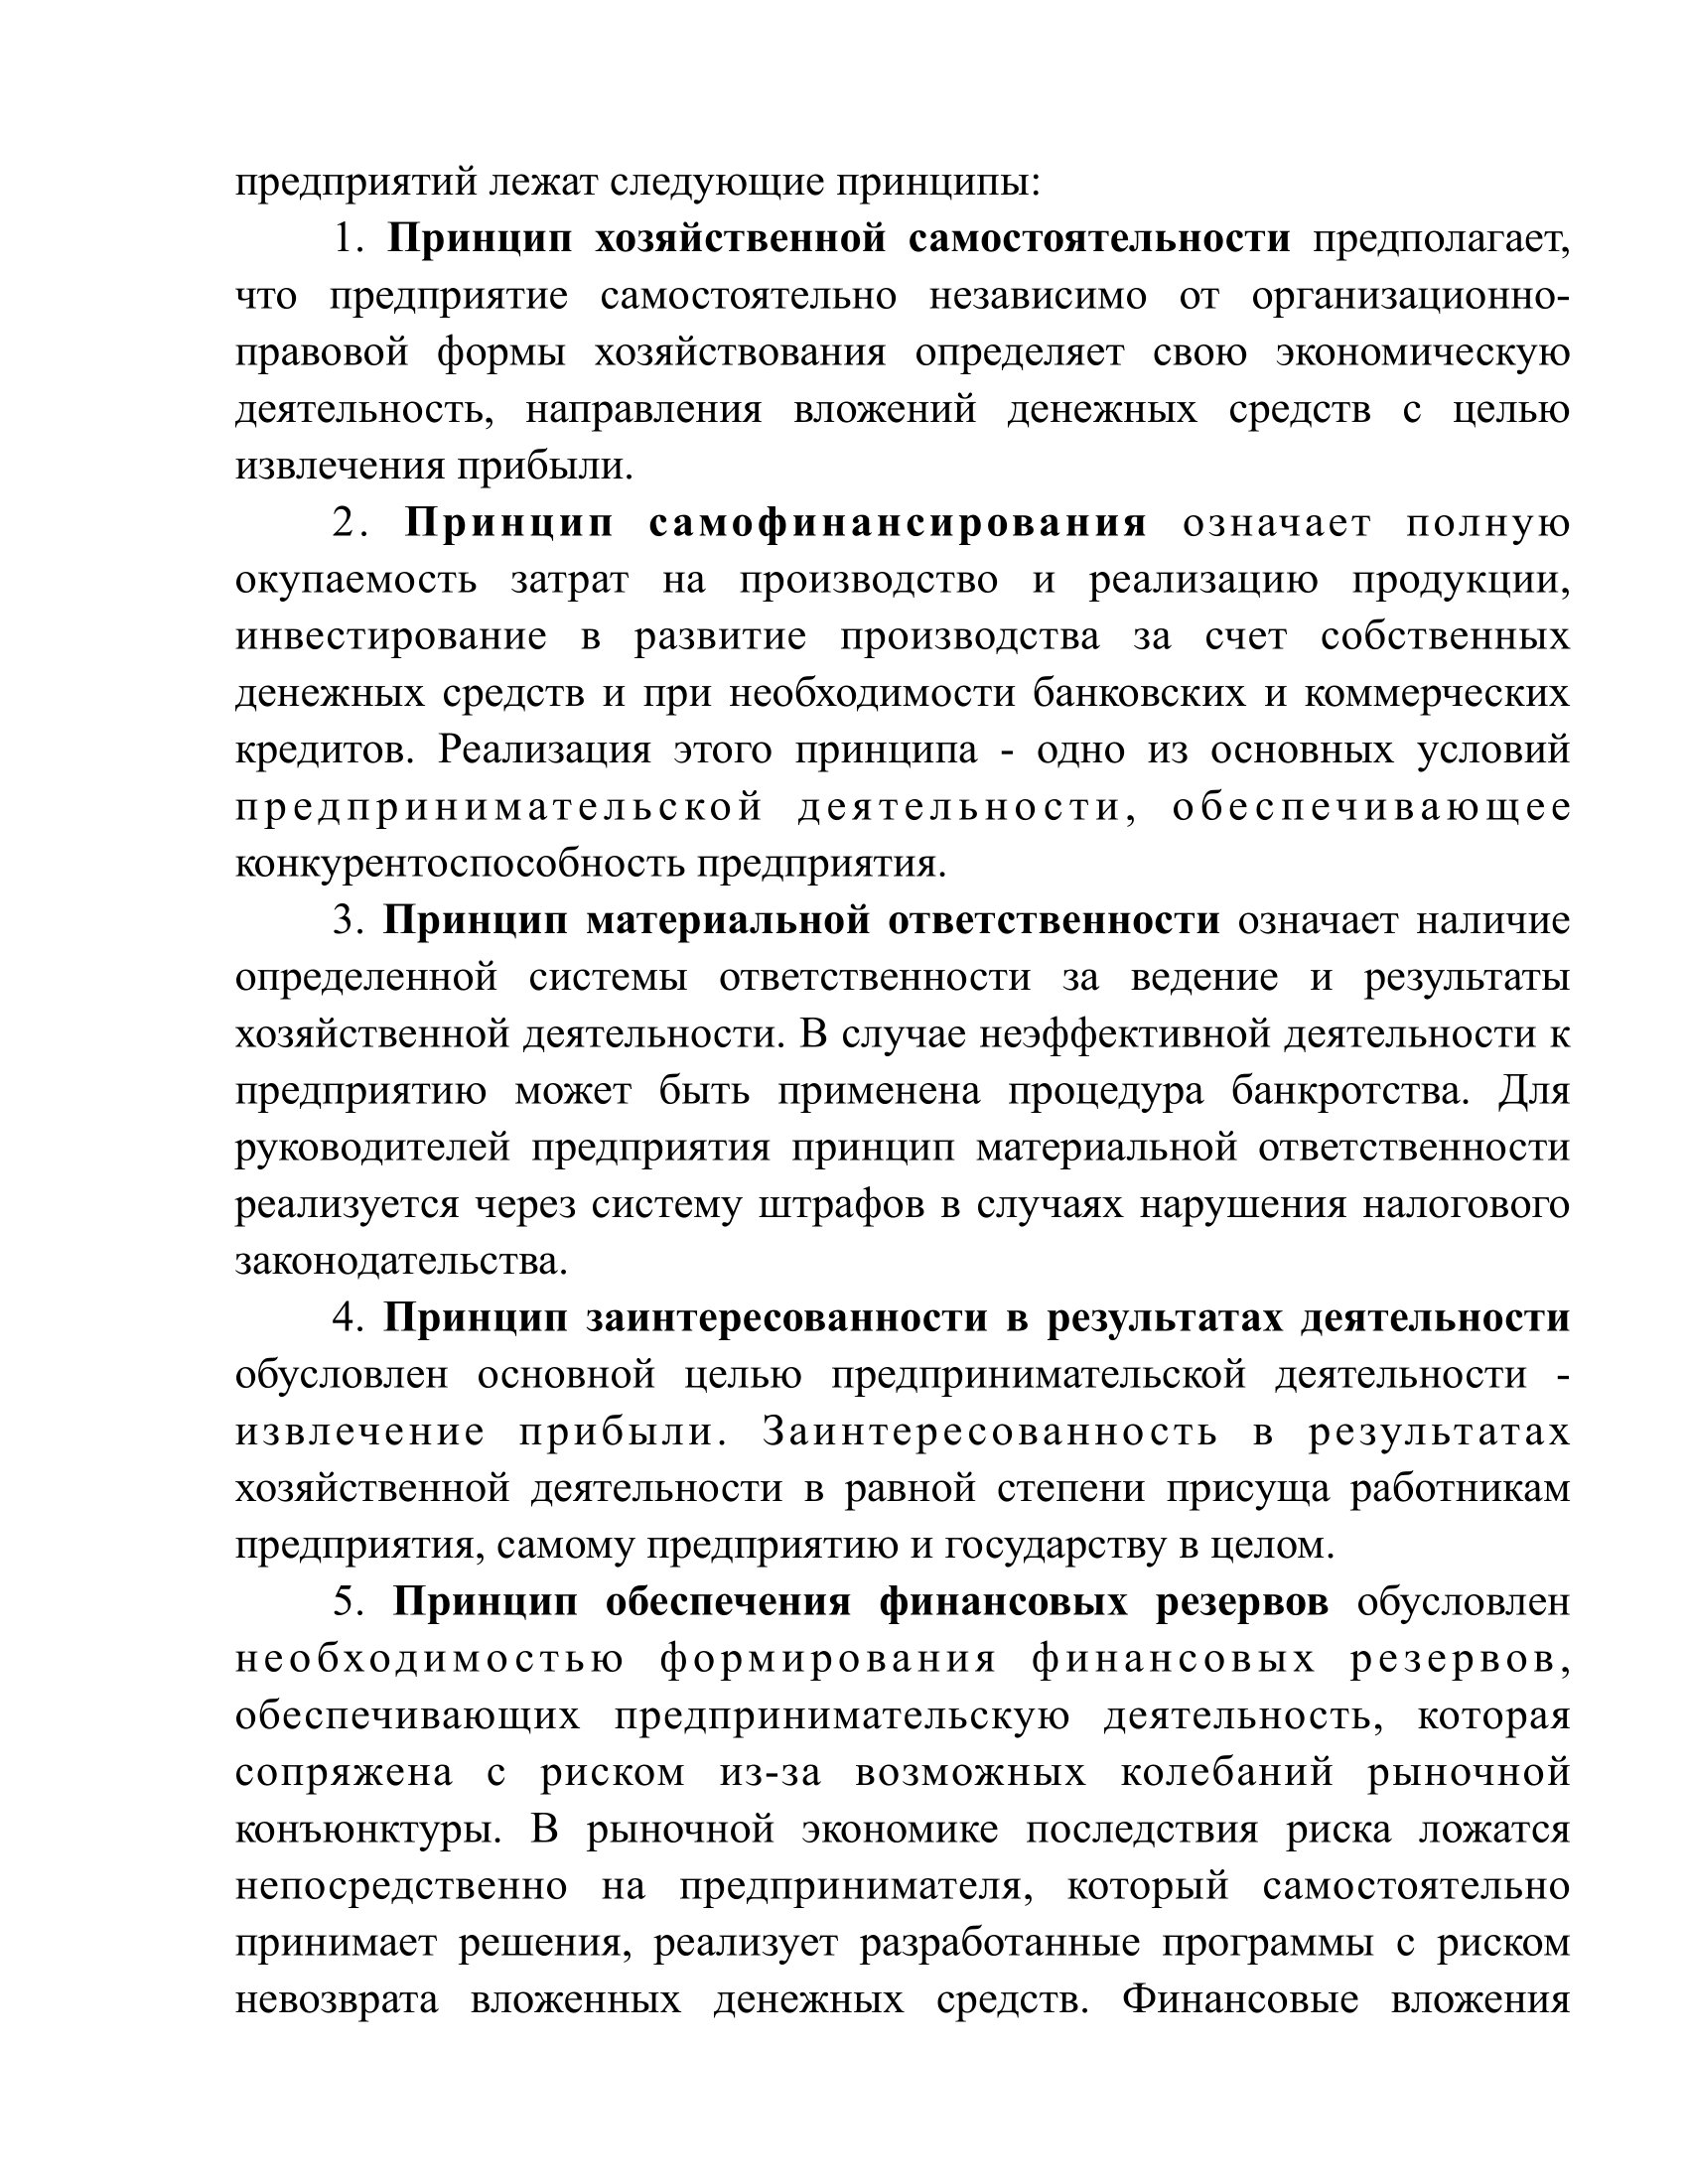 предприятий лежат следующие принципы:
1. Принцип хозяйственной самостоятельности предполагает,
что предприятие самостоятельно независимо от организационно-
правовой формы хозяйствования определяет свою экономическую
деятельность, направления вложений денежных средств с целью
извлечения прибыли.
2. Принцип самофинансирования означает полную
окупаемость затрат на производство и реализацию продукции,
инвестирование в развитие производства за счет собственных
денежных средств и при необходимости банковских и коммерческих
кредитов. Реализация этого принципа - одно из основных условий
предпринимательской деятельности, обеспечивающее
конкурентоспособность предприятия.
3. Принцип материальной ответственности означает наличие
определенной системы ответственности за ведение и результаты
хозяйственной деятельности. В случае неэффективной деятельности к
предприятию может быть применена процедура банкротства. Для
руководителей предприятия принцип материальной ответственности
реализуется через систему штрафов в случаях нарушения налогового
законодательства.
4. Принцип заинтересованности в результатах деятельности
обусловлен основной целью предпринимательской деятельности -
извлечение прибыли. Заинтересованность в результатах
хозяйственной деятельности в равной степени присуща работникам
предприятия, самому предприятию и государству в целом.
5. Принцип обеспечения финансовых резервов обусловлен
необходимостью формирования финансовых резервов,
обеспечивающих предпринимательскую деятельность, которая
сопряжена с риском из-за возможных колебаний рыночной
конъюнктуры. В рыночной экономике последствия риска ложатся
непосредственно на предпринимателя, который самостоятельно
принимает решения, реализует разработанные программы с риском
невозврата вложенных денежных средств. Финансовые вложения